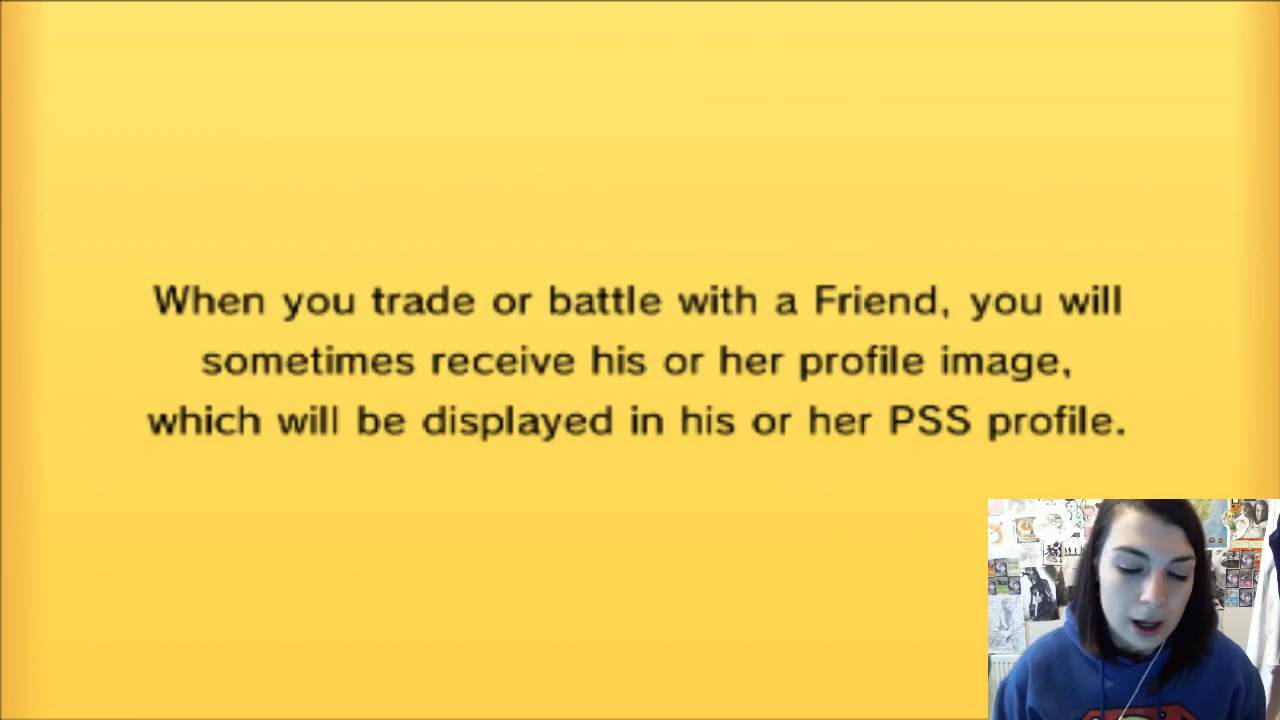 When you trade or battle with a Friend, you will
sometimes receive his or her profile image,
which will be displayed in his or her PSS profile.